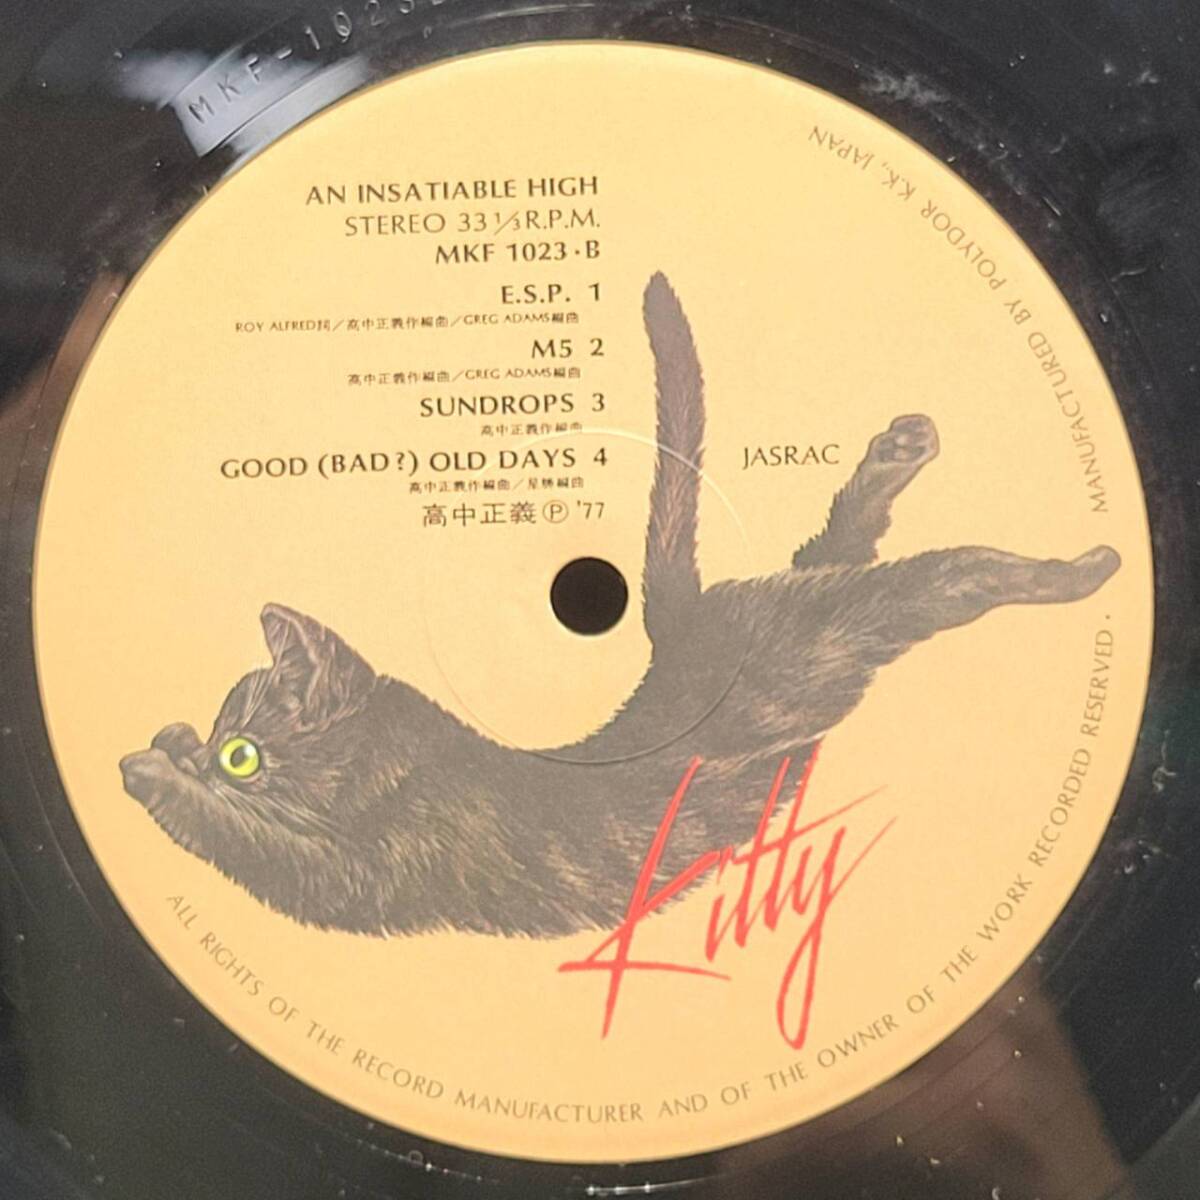 MKF-1023
AN INSATIABLE HIGH
STEREO 33 1/3 R.P.M.
MKF 1023・B
E.S.P. 1
ROY ALFRED詞／高中正義作編曲／GREG ADAMS編曲
M5 2
高中正義作編曲／GREG ADAMS編曲
SUNDROPS 3
高中正義作編曲
GOOD (BAD?) OLD DAYS 4
高中正義作編曲／星勝編曲
高中正義 Ⓟ '77
JASRAC
Kitty
ALL RIGHTS OF THE RECORD MANUFACTURER AND OF THE OWNER OF THE WORK RECORDED RESERVED.
MANUFACTURED BY POLYDOR K.K., JAPAN